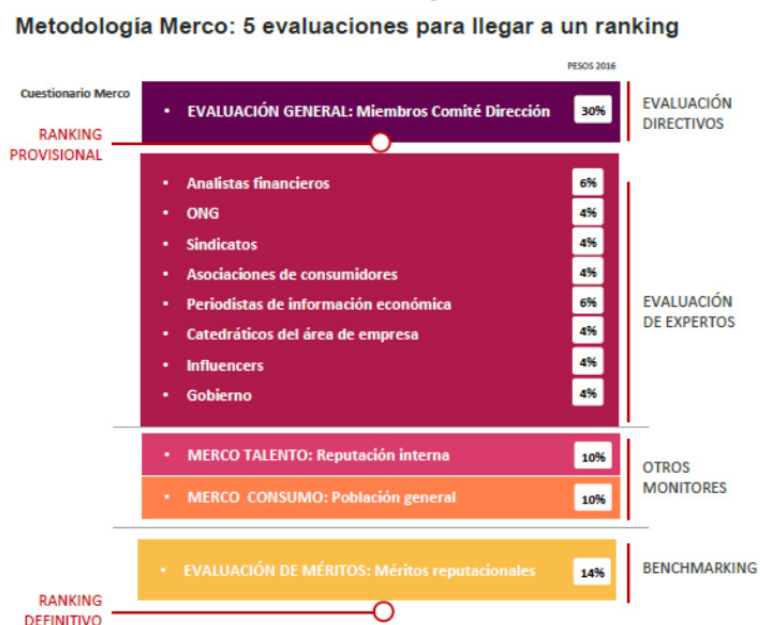 Metodología Merco: 5 evaluaciones para llegar a un ranking
PESOS 2016
Cuestionario Merco
• EVALUACIÓN GENERAL: Miembros Comité Dirección 30%
EVALUACIÓN
DIRECTIVOS
RANKING
PROVISIONAL
• Analistas financieros 6%
• ONG 4%
• Sindicatos 4%
• Asociaciones de consumidores 4%
• Periodistas de información económica 6%
• Catedráticos del área de empresa 4%
• Influencers 4%
• Gobierno 4%
EVALUACIÓN
DE EXPERTOS
• MERCO TALENTO: Reputación interna 10%
• MERCO CONSUMO: Población general 10%
OTROS
MONITORES
• EVALUACIÓN DE MÉRITOS: Méritos reputacionales 14%
BENCHMARKING
RANKING
DEFINITIVO